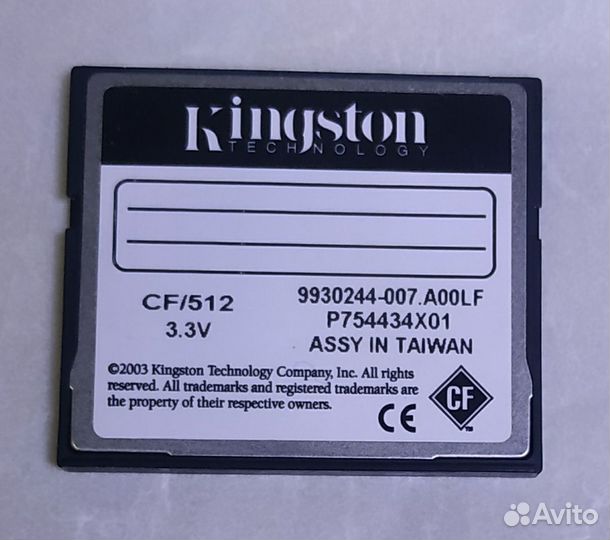 Kingston
TECHNOLOGY
CF/512
3.3V
9930244-007.A00LF
P754434X01
ASSY IN TAIWAN
©2003 Kingston Technology Company, Inc. All rights
reserved. All trademarks and registered trademarks are
the property of their respective owners.
CE
CF
TM
Avito